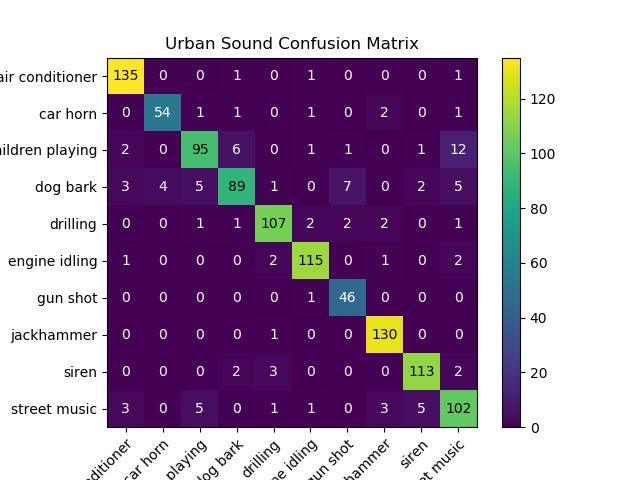 Urban Sound Confusion Matrix
air conditioner 135 0 0 1 0 1 0 0 0 1
car horn 0 54 1 1 0 1 0 2 0 1
hildren playing 2 0 95 6 0 1 1 0 1 12
dog bark 3 4 5 89 1 0 7 0 2 5
drilling 0 0 1 1 107 2 2 2 0 1
engine idling 1 0 0 0 2 115 0 1 0 2
gun shot 0 0 0 0 0 1 46 0 0 0
jackhammer 0 0 0 0 1 0 0 130 0 0
siren 0 0 0 2 3 0 0 0 113 2
street music 3 0 5 0 1 1 0 3 5 102
nditioner
car horn
playing
dog bark
drilling
ne idling
gun shot
hammer
siren
et music
120
100
80
60
40
20
0